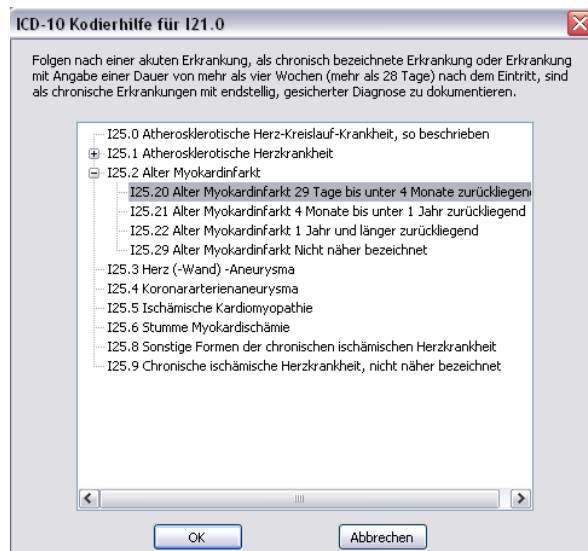 ICD-10 Kodierhilfe für I21.0
Folgen nach einer akuten Erkrankung, als chronisch bezeichnete Erkrankung oder Erkrankung
mit Angabe einer Dauer von mehr als vier Wochen (mehr als 28 Tage) nach dem Eintritt, sind
als chronische Erkrankungen mit endstellig, gesicherter Diagnose zu dokumentieren.
I25.0 Atherosklerotische Herz-Kreislauf-Krankheit, so beschrieben
I25.1 Atherosklerotische Herzkrankheit
I25.2 Alter Myokardinfarkt
I25.20 Alter Myokardinfarkt 29 Tage bis unter 4 Monate zurückliegen
I25.21 Alter Myokardinfarkt 4 Monate bis unter 1 Jahr zurückliegend
I25.22 Alter Myokardinfarkt 1 Jahr und länger zurückliegend
I25.29 Alter Myokardinfarkt Nicht näher bezeichnet
I25.3 Herz (-Wand) -Aneurysma
I25.4 Koronararterienaneurysma
I25.5 Ischämische Kardiomyopathie
I25.6 Stumme Myokardischämie
I25.8 Sonstige Formen der chronischen ischämischen Herzkrankheit
I25.9 Chronische ischämische Herzkrankheit, nicht näher bezeichnet
OK Abbrechen